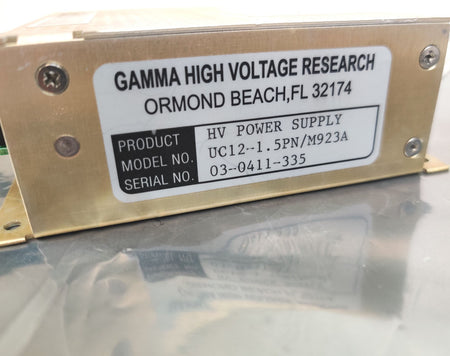 GAMMA HIGH VOLTAGE RESEARCH
ORMOND BEACH,FL 32174
PRODUCT HV POWER SUPPLY
MODEL NO. UC12-1.5PN/M923A
SERIAL NO. 03-0411-335